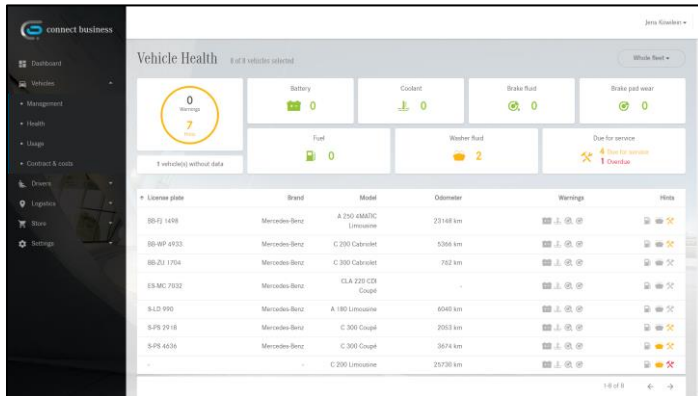 connect business
Jens Kowelen
Dashboard
Vehicles
Management
Health
Usage
Contract & costs
Drivers
Logistics
Store
Settings
Vehicle Health 8 of 8 vehicles selected
Whole fleet
0
Warnings
7
Hints
1 vehicle(s) without data
Battery
0
Coolant
0
Brake fluid
0
Brake pad wear
0
Fuel
0
Washer fluid
2
Due for service
4 Due for service
1 Overdue
License plate Brand Model Odometer Warnings Hints
BB-FJ 1498 Mercedes-Benz A 250 4MATIC Limousine 23148 km
BB-WP 4933 Mercedes-Benz C 200 Cabriolet 5366 km
BB-ZU 1704 Mercedes-Benz C 300 Cabriolet 762 km
ES-MC 7032 Mercedes-Benz CLA 220 CDI Coupé -
S-LD 990 Mercedes-Benz A 180 Limousine 6040 km
S-PS 2918 Mercedes-Benz C 300 Coupé 2053 km
S-PS 4636 Mercedes-Benz C 300 Coupé 3674 km
- - C 200 Limousine 25730 km
1-8 of 8